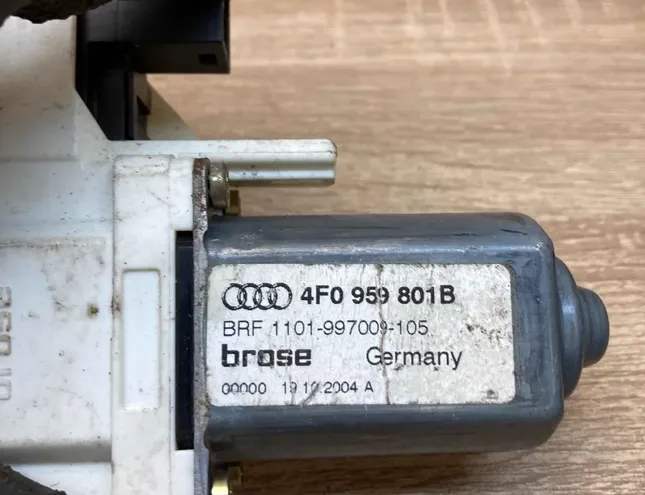 4F0 959 801B
BRF 1101-997009-105
brose Germany
00000 19.10.2004 A